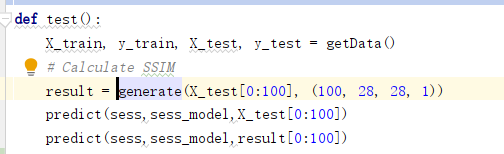 def test():
X_train, y_train, X_test, y_test = getData()
# Calculate SSIM
result = generate(X_test[0:100], (100, 28, 28, 1))
predict(sess,sess_model,X_test[0:100])
predict(sess,sess_model,result[0:100])